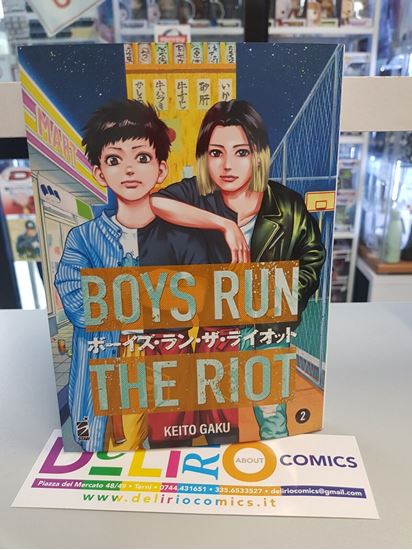 MART
砂肝
BOYS RUN
ボーイズ・ラン・ザ・ライオット
THE RIOT
KEITO GAKU
2
DELIRIO ABOUT COMICS
Piazza del Mercato 48/49 • Terni • 0744.431651 • 335.6533527 • deliriocomics@gmail.com
www.deliriocomics.it